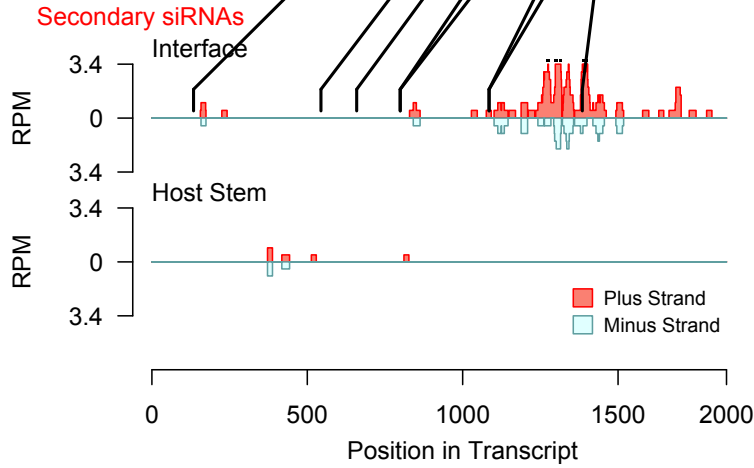 Secondary siRNAs
Interface
3.4
0
3.4
RPM
Host Stem
3.4
0
3.4
RPM
Plus Strand
Minus Strand
0 500 1000 1500 2000
Position in Transcript